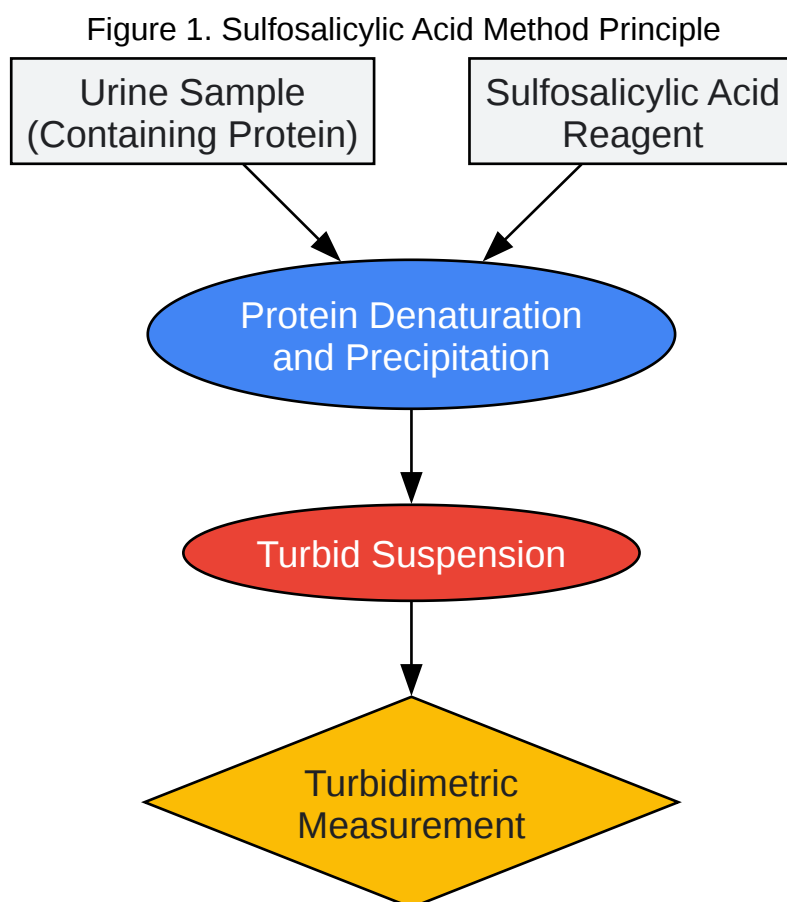 Figure 1. Sulfosalicylic Acid Method Principle
Urine Sample
(Containing Protein)
Sulfosalicylic Acid
Reagent
Protein Denaturation
and Precipitation
Turbid Suspension
Turbidimetric
Measurement